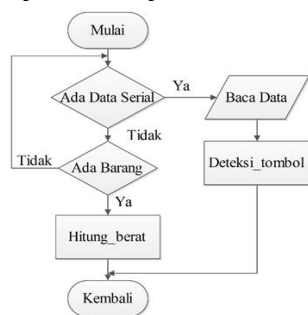 Mulai
Ada Data Serial
Ya
Baca Data
Tidak
Tidak
Ada Barang
Deteksi_tombol
Ya
Hitung_berat
Kembali